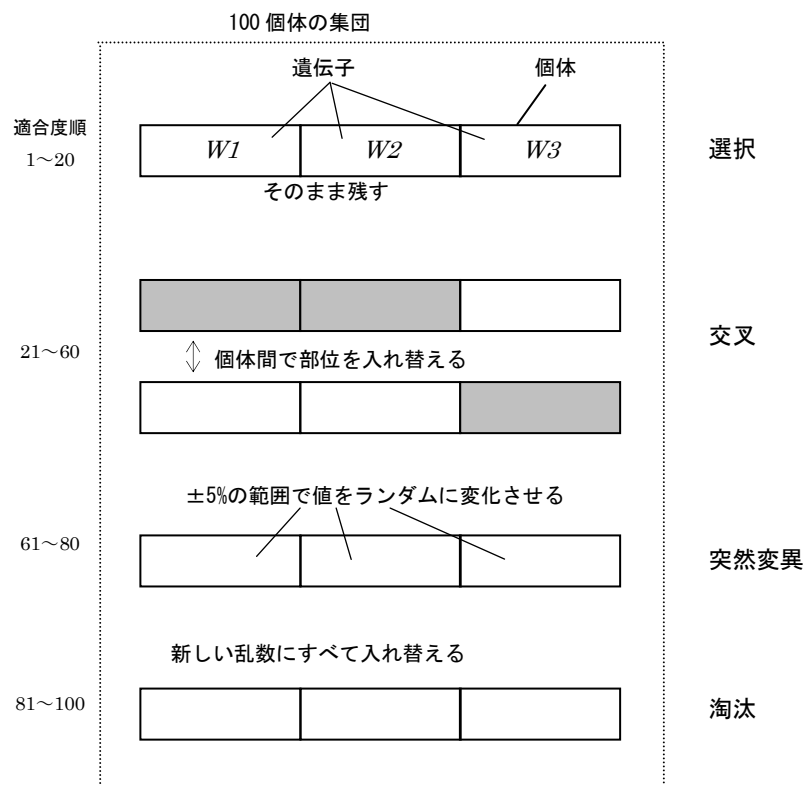 100個体の集団
遺伝子
個体
適合度順
1～20
W1
W2
W3
選択
そのまま残す
21～60
個体間で部位を入れ替える
交叉
±5%の範囲で値をランダムに変化させる
61～80
突然変異
新しい乱数にすべて入れ替える
81～100
淘汰